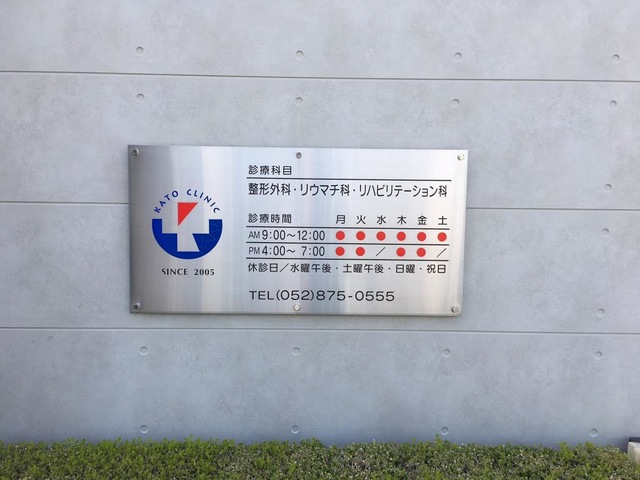 KATO CLINIC
SINCE 2005
診療科目
整形外科・リウマチ科・リハビリテーション科
診療時間 月 火 水 木 金 土
AM 9:00～12:00 ● ● ● ● ● ●
PM 4:00～ 7:00 ● ● ／ ● ● ／
休診日／水曜午後・土曜午後・日曜・祝日
TEL(052)875-0555